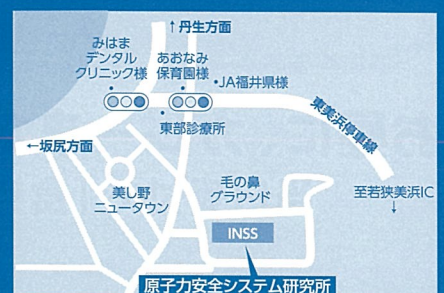 ↑丹生方面
みはま
デンタル
クリニック様
あおなみ
保育園様
・JA福井県様
東美浜停車線
・東部診療所
←坂尻方面
美し野
ニュータウン
毛の鼻
グラウンド
至若狭美浜IC
↓
INSS
原子力安全システム研究所